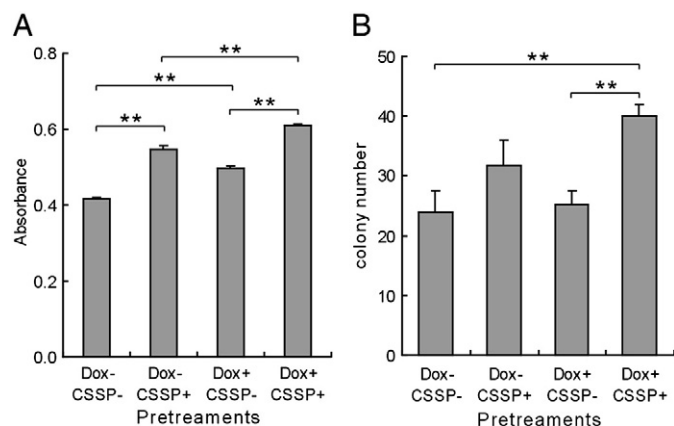 A
0.8
0.6
0.4
0.2
0.0
Absorbance
**
**
**
**
Dox- Dox- Dox+ Dox+
CSSP- CSSP+ CSSP- CSSP+
Pretreaments
B
50
40
30
20
10
0
colony number
**
**
Dox- Dox- Dox+ Dox+
CSSP- CSSP+ CSSP- CSSP+
Pretreaments